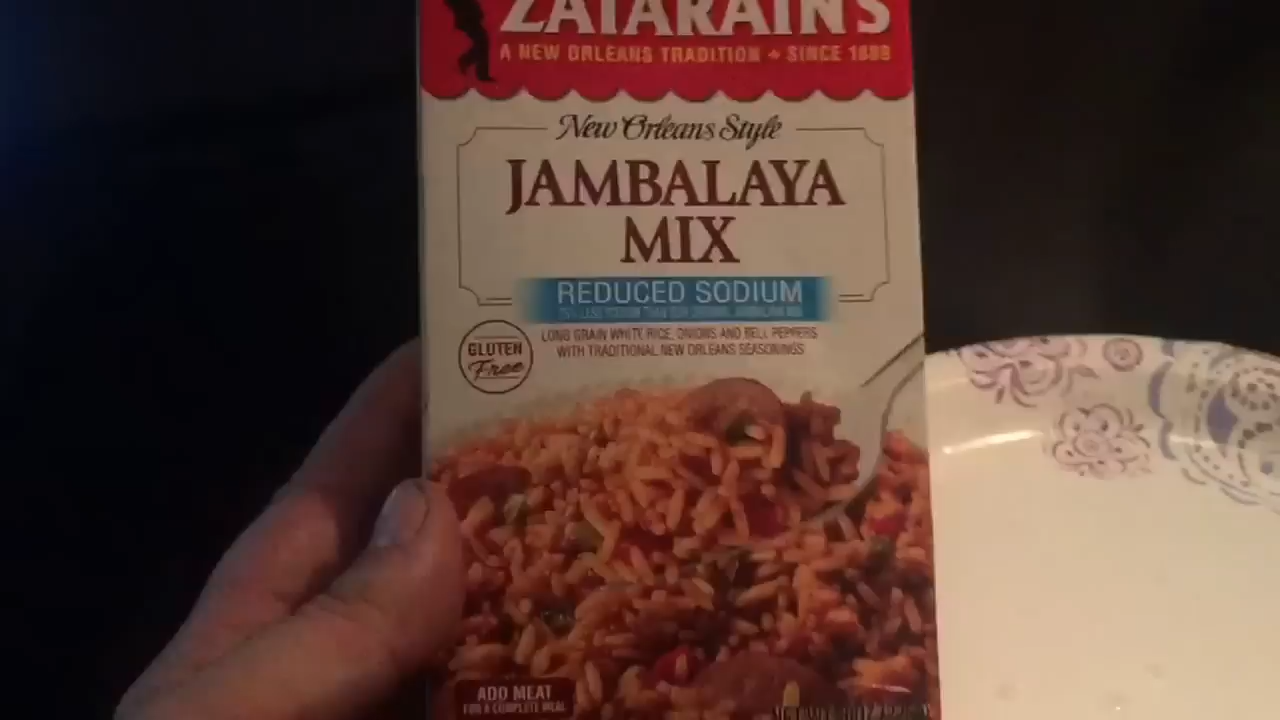 ZATARAIN'S
A NEW ORLEANS TRADITION + SINCE 1889
New Orleans Style
JAMBALAYA
MIX
REDUCED SODIUM
LONG GRAIN WHITE RICE, ONIONS AND BELL PEPPERS
WITH TRADITIONAL NEW ORLEANS SEASONINGS
GLUTEN
Free
ADD MEAT
FOR A COMPLETE MEAL